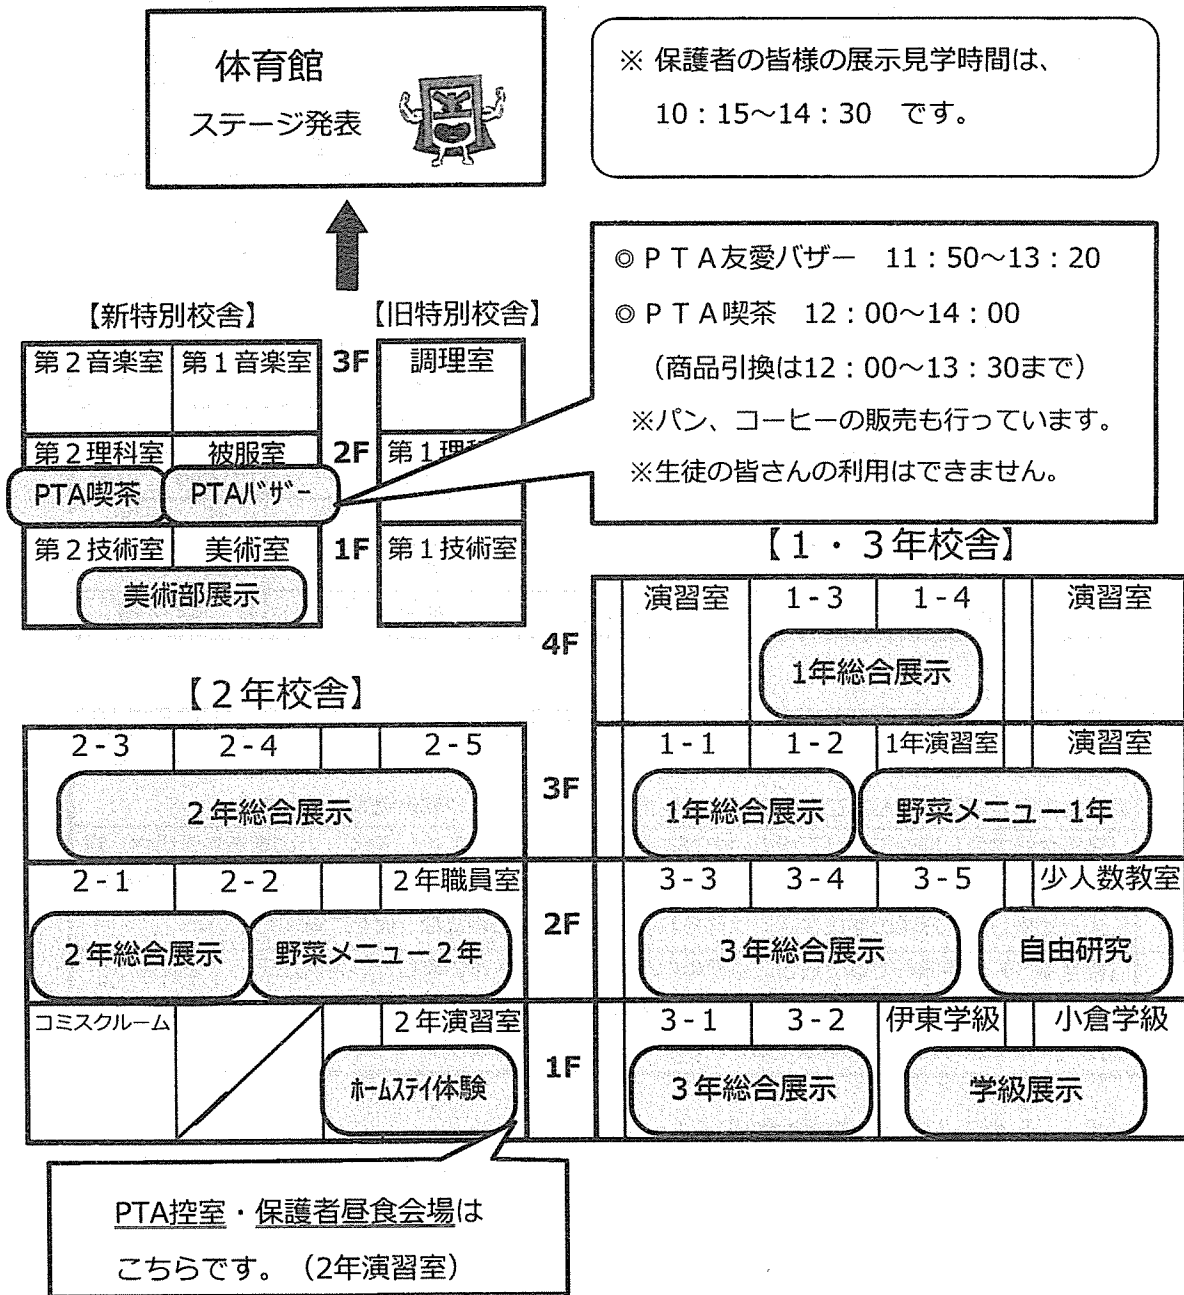 体育館
ステージ発表
※ 保護者の皆様の展示見学時間は、
10：15～14：30　です。
◎ＰＴＡ友愛バザー　11：50～13：20
◎ＰＴＡ喫茶　12：00～14：00
（商品引換は12：00～13：30まで）
※パン、コーヒーの販売も行っています。
※生徒の皆さんの利用はできません。
【新特別校舎】　【旧特別校舎】
第２音楽室　第１音楽室　3F　調理室
第２理科室　被服室　2F　第１理科
PTA喫茶　PTAﾊﾞｻﾞｰ
第２技術室　美術室　1F　第１技術室
美術部展示
【１・３年校舎】
演習室　1-3　1-4　演習室
4F
1年総合展示
1-1　1-2　1年演習室　演習室
3F
1年総合展示　野菜メニュー1年
3-3　3-4　3-5　少人数教室
2F
３年総合展示　自由研究
3-1　3-2　伊東学級　小倉学級
1F
３年総合展示　学級展示
【２年校舎】
2-3　2-4　2-5
２年総合展示
2-1　2-2　２年職員室
２年総合展示　野菜メニュー２年
コミスクルーム　２年演習室
ﾎｰﾑｽﾃｲ体験
PTA控室・保護者昼食会場は
こちらです。（2年演習室）